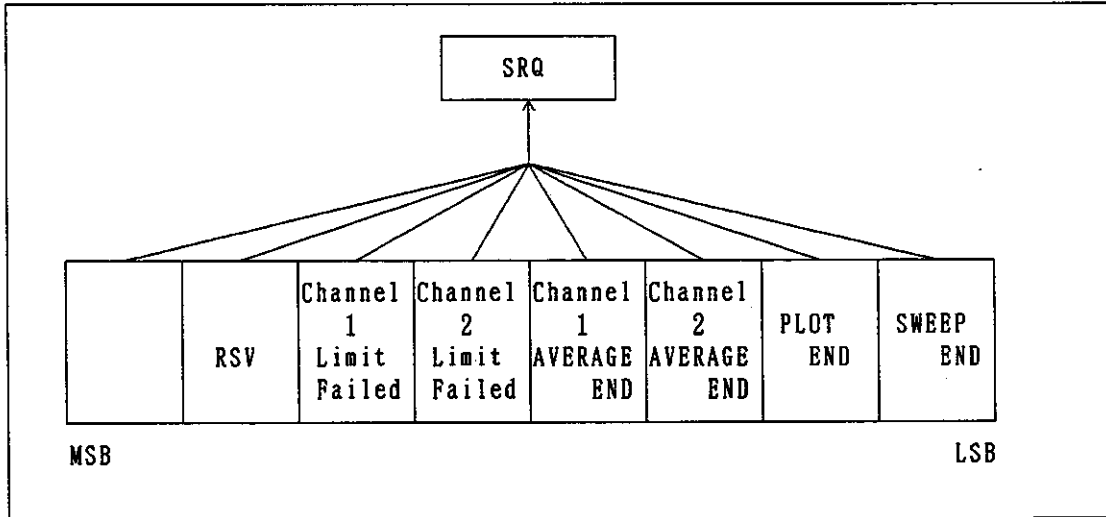 SRQ
RSV
Channel
1
Limit
Failed
Channel
2
Limit
Failed
Channel
1
AVERAGE
END
Channel
2
AVERAGE
END
PLOT
END
SWEEP
END
MSB
LSB